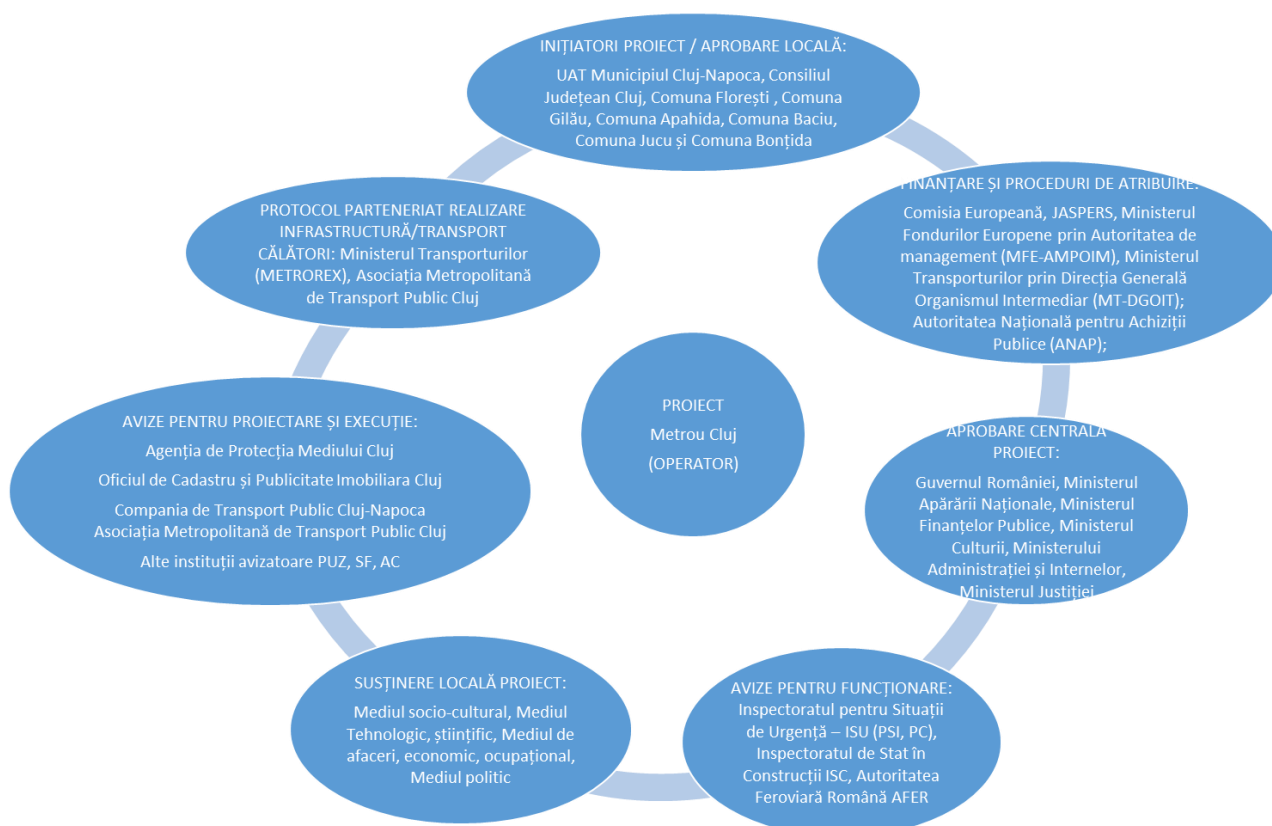 INIȚIATORI PROIECT / APROBARE LOCALĂ:
UAT Municipiul Cluj-Napoca, Consiliul
Județean Cluj, Comuna Florești , Comuna
Gilău, Comuna Apahida, Comuna Baciu,
Comuna Jucu și Comuna Bonțida
FINANȚARE ȘI PROCEDURI DE ATRIBUIRE:
Comisia Europeană, JASPERS, Ministerul
Fondurilor Europene prin Autoritatea de
management (MFE-AMPOIM), Ministerul
Transporturilor prin Direcția Generală
Organismul Intermediar (MT-DGOIT);
Autoritatea Națională pentru Achiziții
Publice (ANAP);
APROBARE CENTRALĂ
PROIECT:
Guvernul României, Ministerul
Apărării Naționale, Ministerul
Finanțelor Publice, Ministerul
Culturii, Ministerului
Administrației și Internelor,
Ministerul Justiției
AVIZE PENTRU FUNCȚIONARE:
Inspectoratul pentru Situații
de Urgență – ISU (PSI, PC),
Inspectoratul de Stat în
Construcții ISC, Autoritatea
Feroviară Română AFER
SUSȚINERE LOCALĂ PROIECT:
Mediul socio-cultural, Mediul
Tehnologic, științific, Mediul de
afaceri, economic, ocupațional,
Mediul politic
AVIZE PENTRU PROIECTARE ȘI EXECUȚIE:
Agenția de Protecția Mediului Cluj
Oficiul de Cadastru și Publicitate Imobiliara Cluj
Compania de Transport Public Cluj-Napoca
Asociația Metropolitană de Transport Public Cluj
Alte instituții avizatoare PUZ, SF, AC
PROTOCOL PARTENERIAT REALIZARE
INFRASTRUCTURĂ/TRANSPORT
CĂLĂTORI: Ministerul Transporturilor
(METROREX), Asociația Metropolitană
de Transport Public Cluj
PROIECT
Metrou Cluj
(OPERATOR)